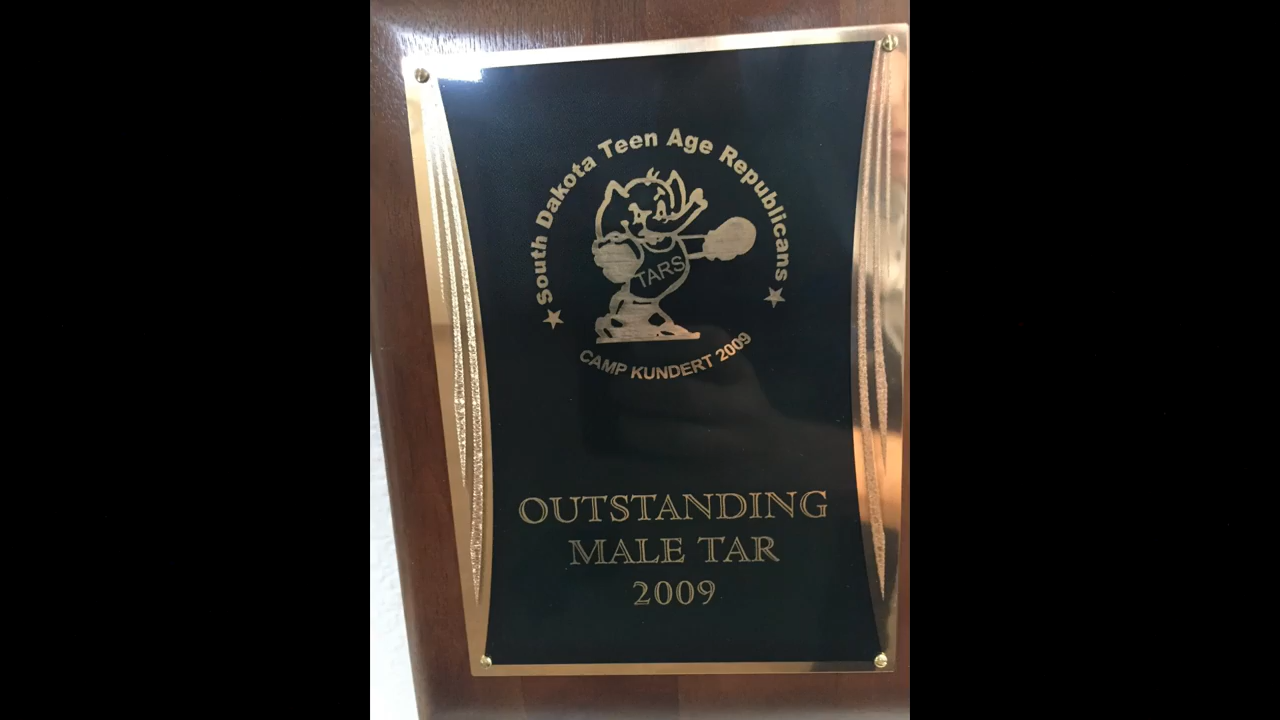 South Dakota Teen Age Republicans
TARS
CAMP KUNDERT 2009
OUTSTANDING
MALE TAR
2009